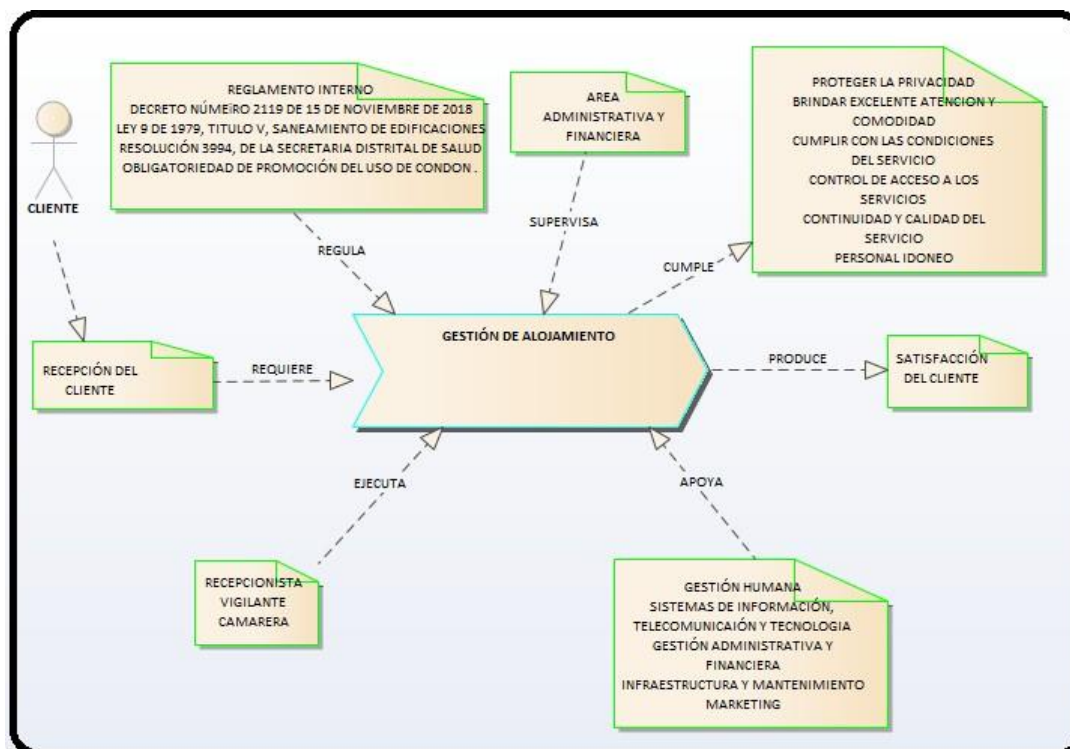 REGLAMENTO INTERNO
DECRETO NÚMEIRO 2119 DE 15 DE NOVIEMBRE DE 2018
LEY 9 DE 1979, TITULO V, SANEAMIENTO DE EDIFICACIONES
RESOLUCIÓN 3994, DE LA SECRETARIA DISTRITAL DE SALUD
OBLIGATORIEDAD DE PROMOCIÓN DEL USO DE CONDON .
AREA
ADMINISTRATIVA Y
FINANCIERA
PROTEGER LA PRIVACIDAD
BRINDAR EXCELENTE ATENCION Y
COMODIDAD
CUMPLIR CON LAS CONDICIONES
DEL SERVICIO
CONTROL DE ACCESO A LOS
SERVICIOS
CONTINUIDAD Y CALIDAD DEL
SERVICIO
PERSONAL IDONEO
CLIENTE
REGULA
SUPERVISA
CUMPLE
RECEPCIÓN DEL
CLIENTE
REQUIERE
GESTIÓN DE ALOJAMIENTO
PRODUCE
SATISFACCIÓN
DEL CLIENTE
EJECUTA
APOYA
RECEPCIONISTA
VIGILANTE
CAMARERA
GESTIÓN HUMANA
SISTEMAS DE INFORMACIÓN,
TELECOMUNICAIÓN Y TECNOLOGIA
GESTIÓN ADMINISTRATIVA Y
FINANCIERA
INFRAESTRUCTURA Y MANTENIMIENTO
MARKETING